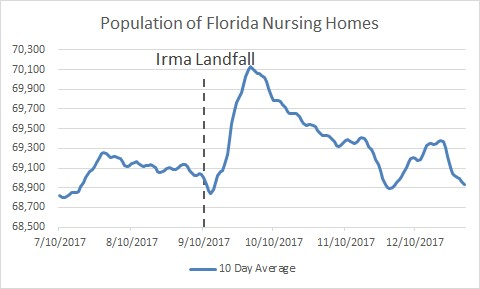 Population of Florida Nursing Homes
Irma Landfall
70,300
70,100
69,900
69,700
69,500
69,300
69,100
68,900
68,700
68,500
7/10/2017 8/10/2017 9/10/2017 10/10/2017 11/10/2017 12/10/2017
10 Day Average